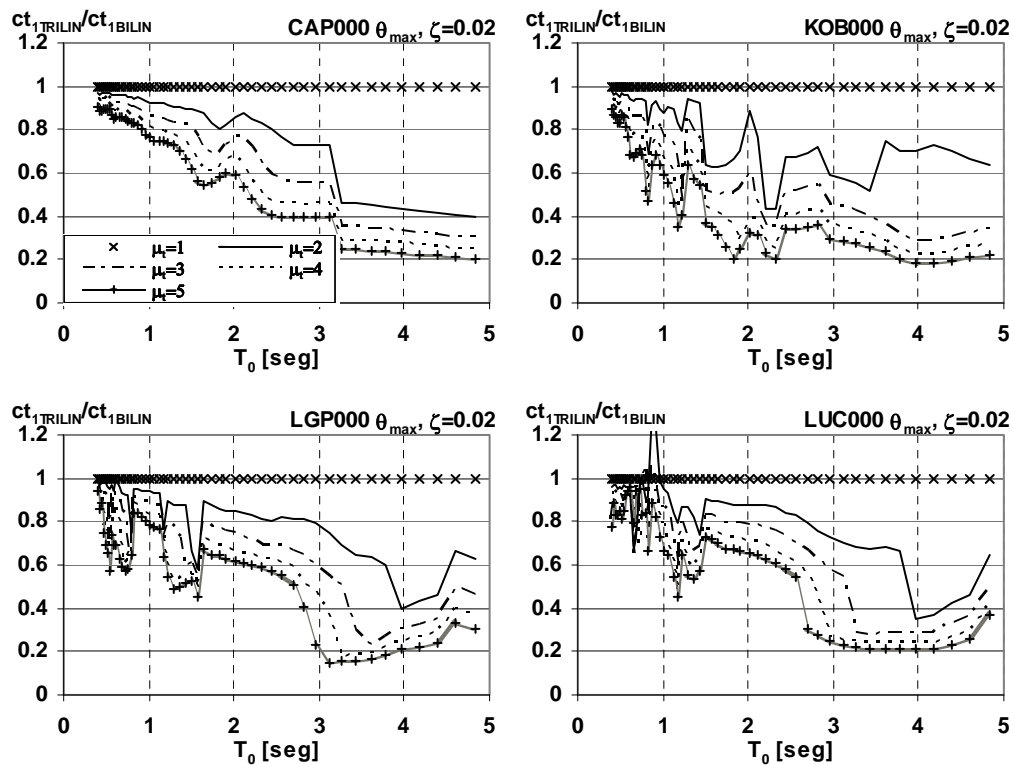 ct₁TRILIN/ct₁BILIN CAP000 θmax, ζ=0.02
1.2
1
0.8
0.6
0.4
0.2
0
μt=1 μt=2
μt=3 μt=4
μt=5
0 1 2 3 4 5
T₀ [seg]
ct₁TRILIN/ct₁BILIN KOB000 θmax, ζ=0.02
1.2
1
0.8
0.6
0.4
0.2
0
0 1 2 3 4 5
T₀ [seg]
ct₁TRILIN/ct₁BILIN LGP000 θmax, ζ=0.02
1.2
1
0.8
0.6
0.4
0.2
0
0 1 2 3 4 5
T₀ [seg]
ct₁TRILIN/ct₁BILIN LUC000 θmax, ζ=0.02
1.2
1
0.8
0.6
0.4
0.2
0
0 1 2 3 4 5
T₀ [seg]